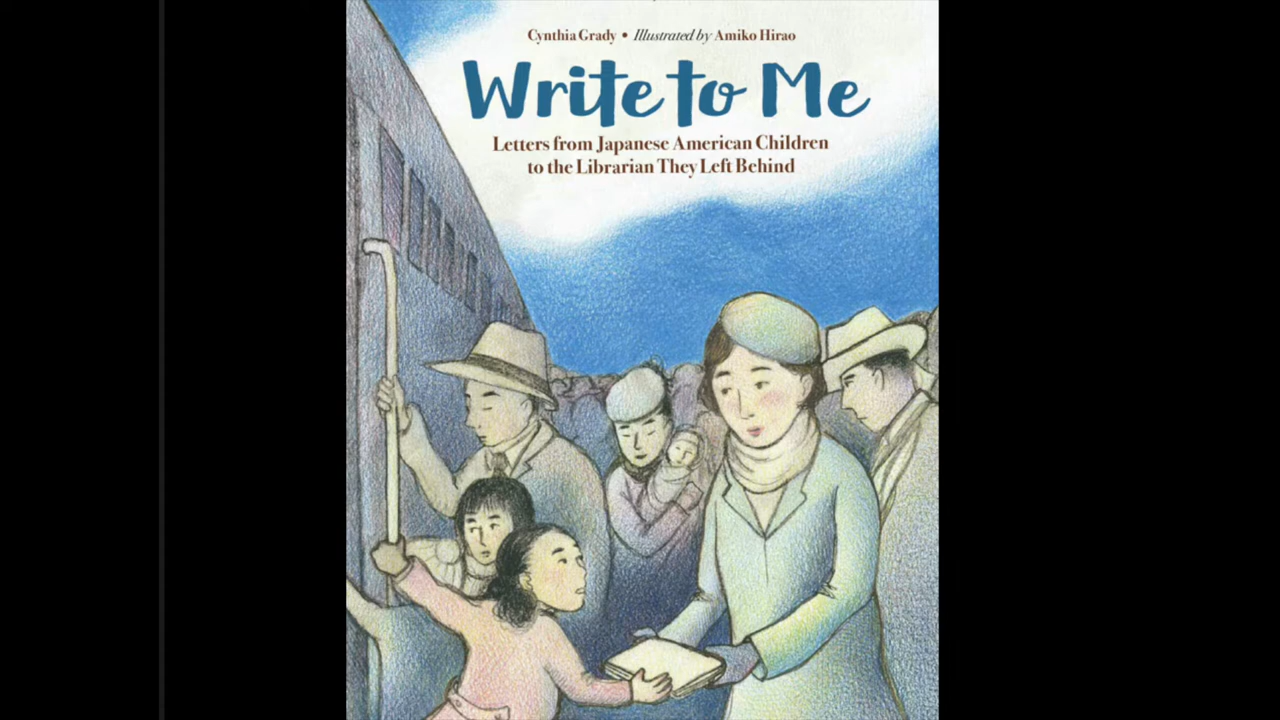 Cynthia Grady • Illustrated by Amiko Hirao
Write to Me
Letters from Japanese American Children
to the Librarian They Left Behind